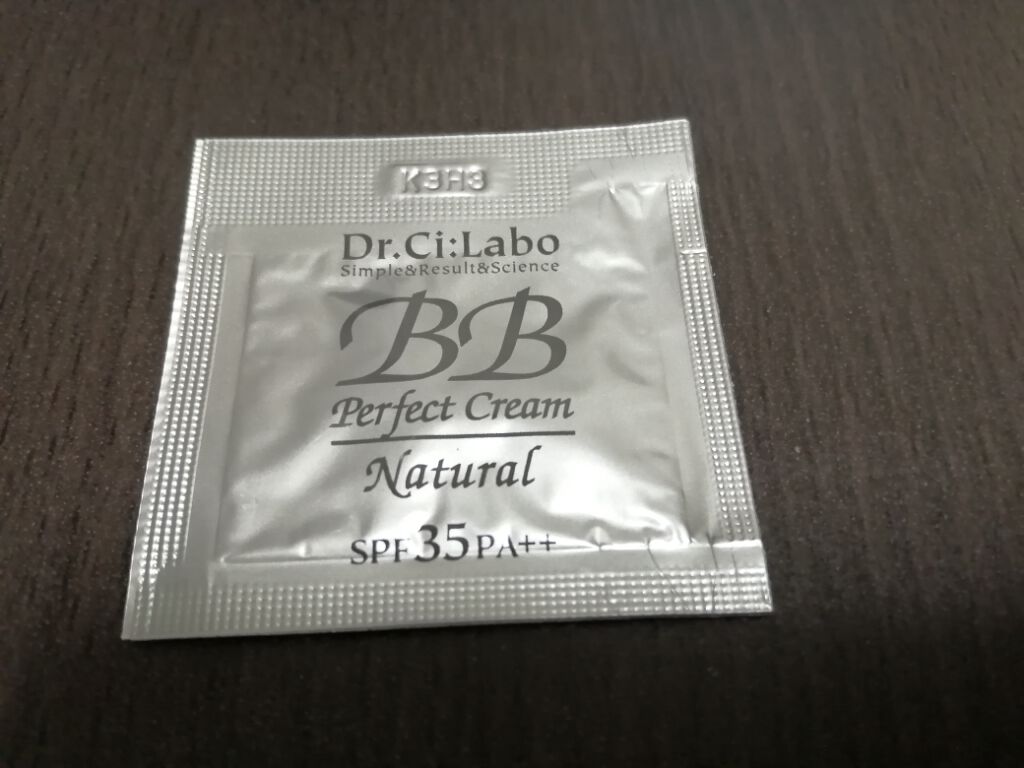 K3H3
Dr.Ci:Labo
Simple&Result&Science
BB
Perfect Cream
Natural
SPF35PA++